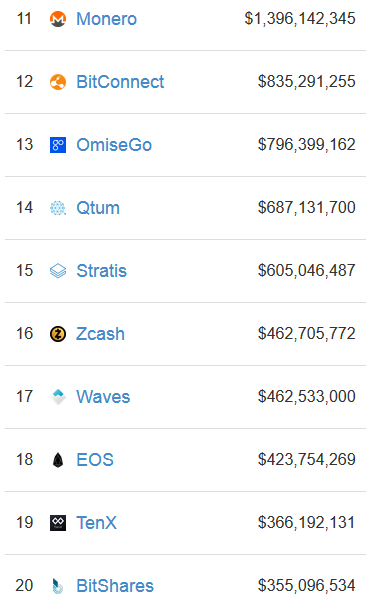 11 Monero $1,396,142,345
12 BitConnect $835,291,255
13 OmiseGo $796,399,162
14 Qtum $687,131,700
15 Stratis $605,046,487
16 Zcash $462,705,772
17 Waves $462,533,000
18 EOS $423,754,269
19 TenX $366,192,131
20 BitShares $355,096,534